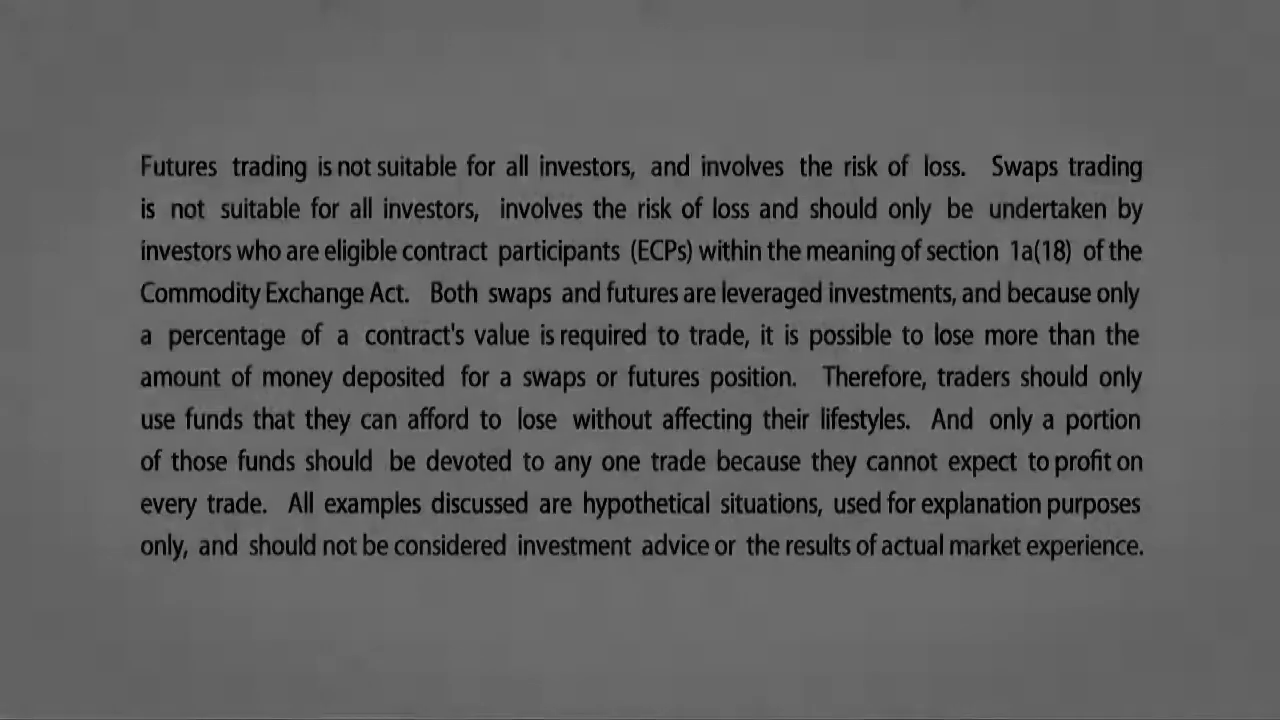 Futures trading is not suitable for all investors, and involves the risk of loss. Swaps trading
is not suitable for all investors, involves the risk of loss and should only be undertaken by
investors who are eligible contract participants (ECPs) within the meaning of section 1a(18) of the
Commodity Exchange Act. Both swaps and futures are leveraged investments, and because only
a percentage of a contract's value is required to trade, it is possible to lose more than the
amount of money deposited for a swaps or futures position. Therefore, traders should only
use funds that they can afford to lose without affecting their lifestyles. And only a portion
of those funds should be devoted to any one trade because they cannot expect to profit on
every trade. All examples discussed are hypothetical situations, used for explanation purposes
only, and should not be considered investment advice or the results of actual market experience.